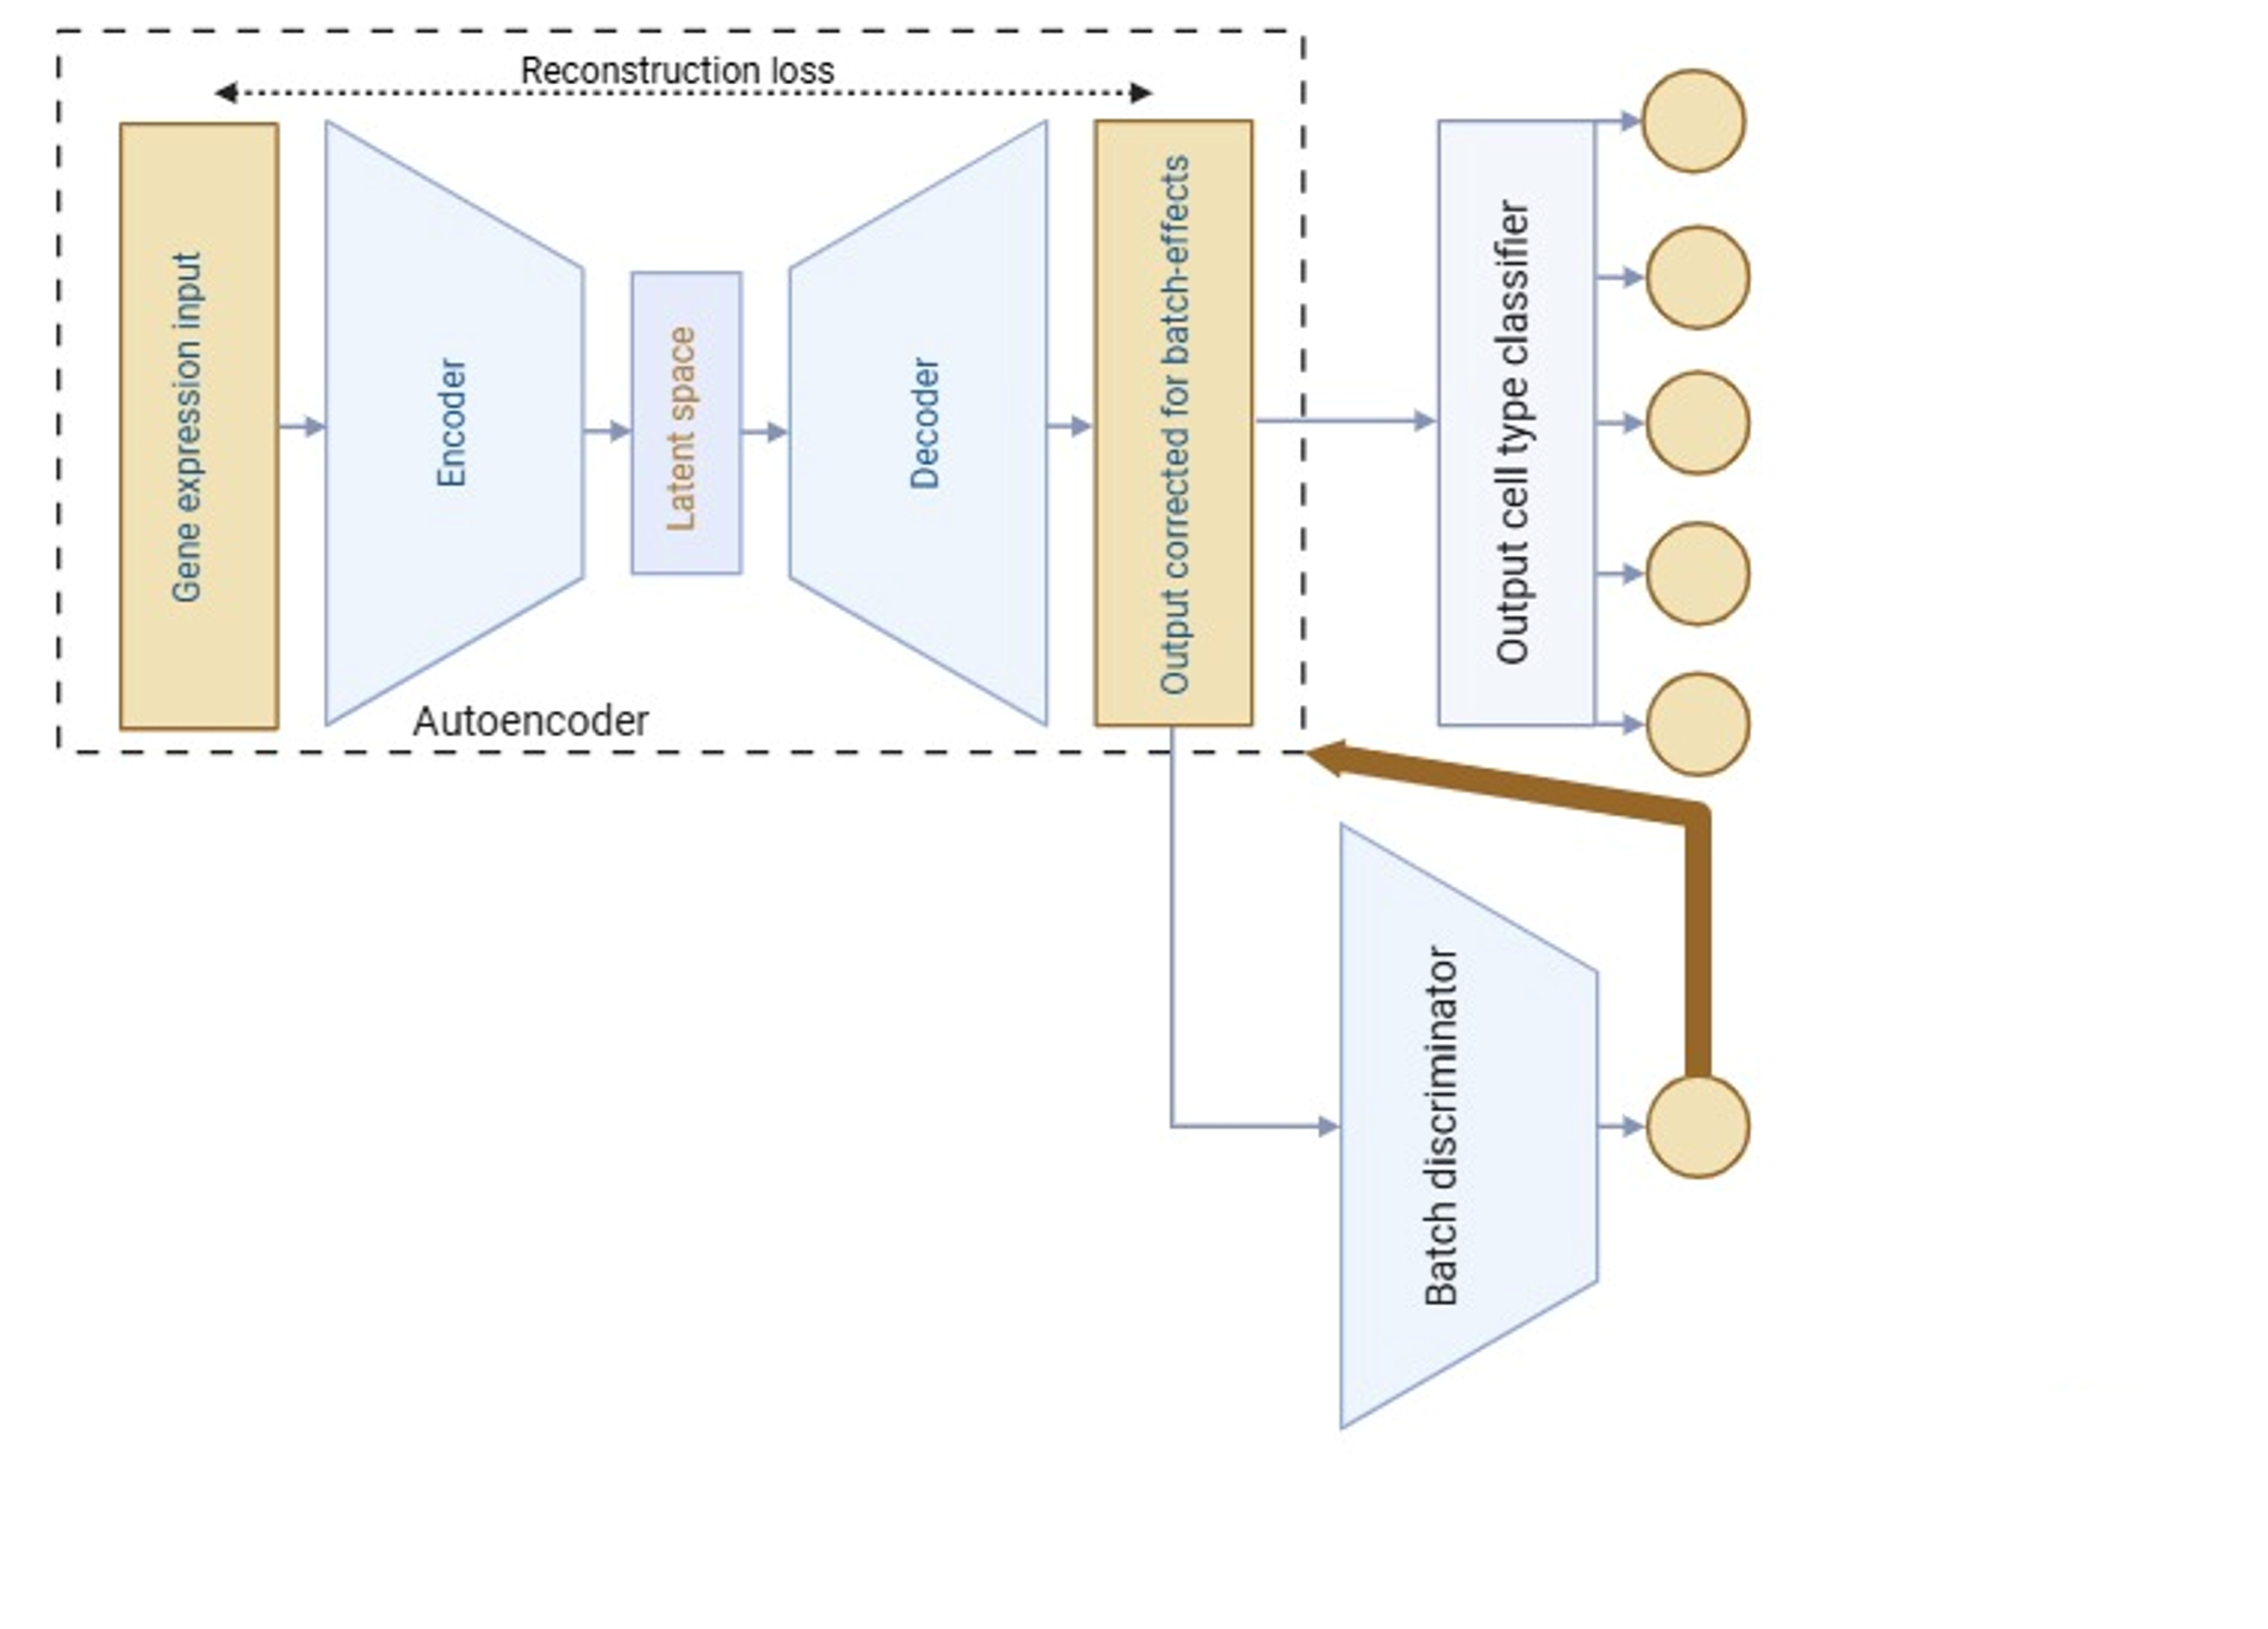 Reconstruction loss
Gene expression input
Encoder
Latent space
Decoder
Output corrected for batch-effects
Output cell type classifier
Autoencoder
Batch discriminator